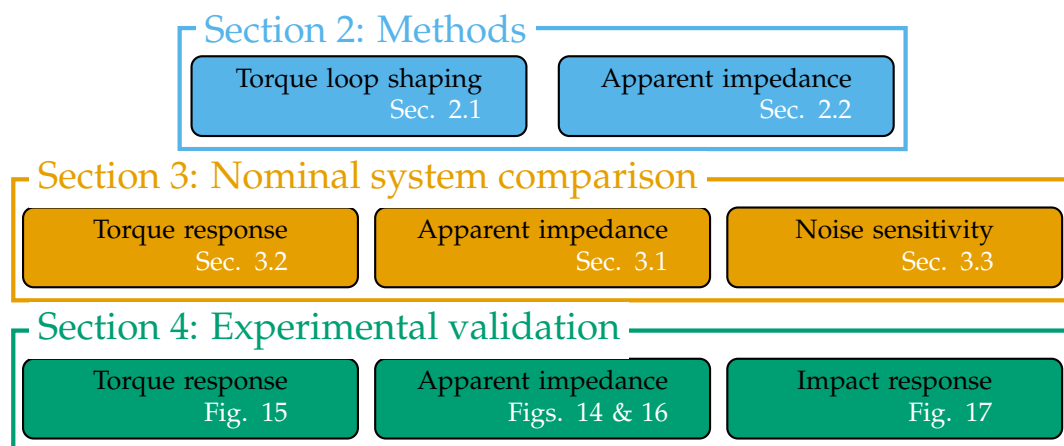 Section 2: Methods
Torque loop shaping
Sec. 2.1
Apparent impedance
Sec. 2.2
Section 3: Nominal system comparison
Torque response
Sec. 3.2
Apparent impedance
Sec. 3.1
Noise sensitivity
Sec. 3.3
Section 4: Experimental validation
Torque response
Fig. 15
Apparent impedance
Figs. 14 & 16
Impact response
Fig. 17